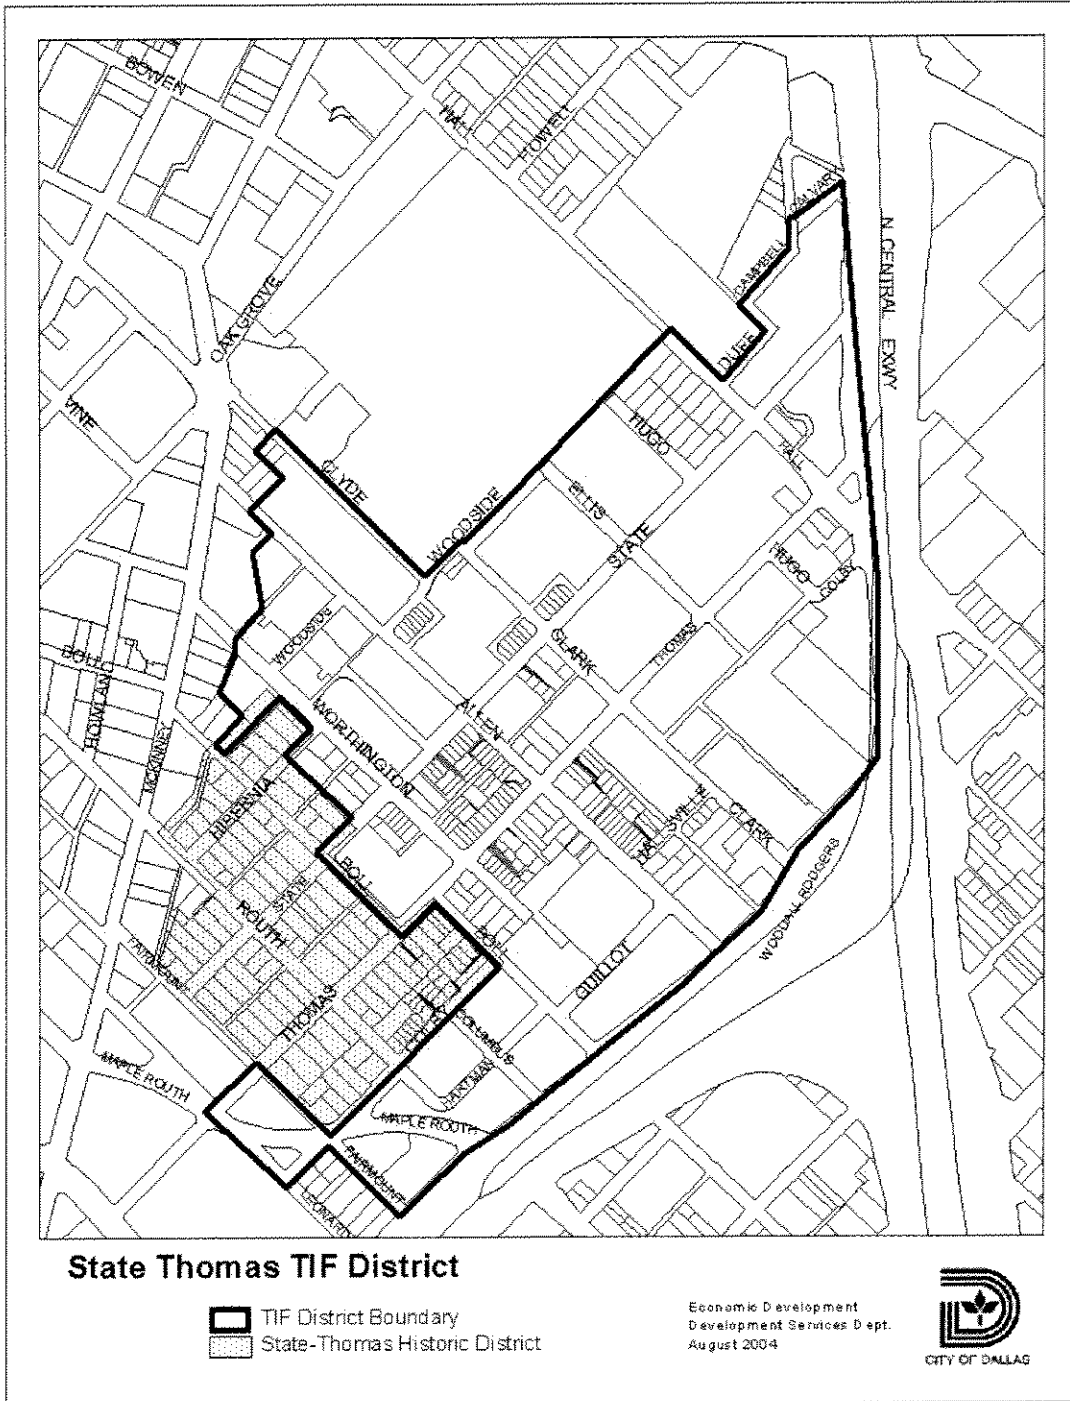 BOWEN
HALL
HOWELL
CALVARY
CAMPBELL
N CENTRAL EXWY
OAK GROVE
DUFF
VINE
HUGO
CLYDE
WOODSIDE
ELLIS
STATE
HALL
HUGO
COLBY
WOODSIDE
CLARK
THOMAS
BOLL
HOWLAND
MCKINNEY
WORTHINGTON
ALLEN
HIBERNIA
CLARK
WOODALL RODGERS
BOLL
STATE
ROUTH
BOLL
GUILLOT
FAIRMOUNT
THOMAS
COLUMBUS
HARTMAN
MAPLE ROUTH
MAPLE ROUTH
FAIRMOUNT
LEONARD
State Thomas TIF District
TIF District Boundary
State-Thomas Historic District
Economic Development
Development Services Dept.
August 2004
CITY OF DALLAS